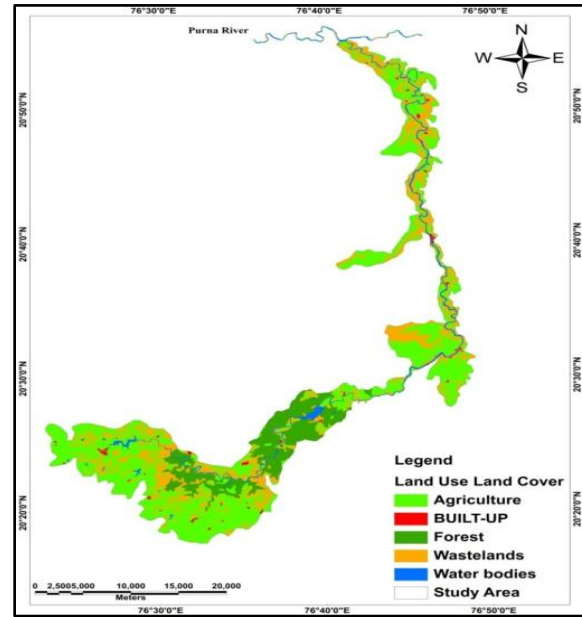 76°30'0"E 76°40'0"E 76°50'0"E
Purna River
N
W E
S
20°50'0"N 20°50'0"N
20°40'0"N 20°40'0"N
20°30'0"N 20°30'0"N
20°20'0"N 20°20'0"N
Legend
Land Use Land Cover
Agriculture
BUILT-UP
Forest
Wastelands
Water bodies
Study Area
0 2,500 5,000 10,000 15,000 20,000
Meters
76°30'0"E 76°40'0"E 76°50'0"E